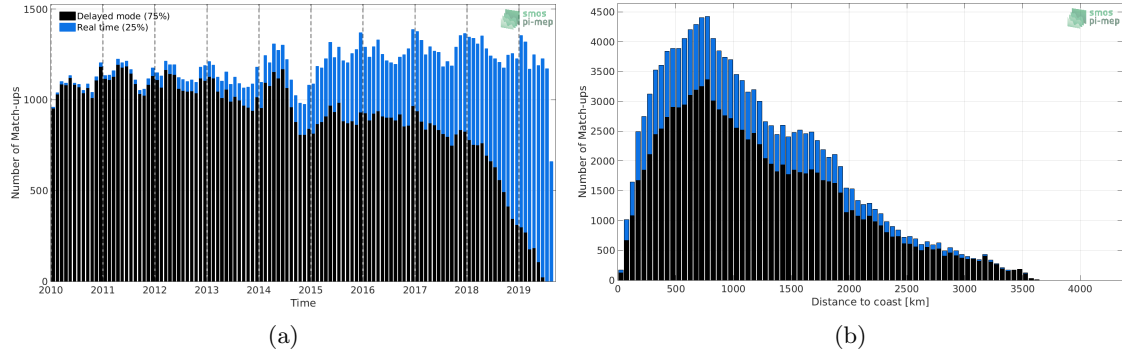 1500
1000
500
0
Number of Match-ups
Delayed mode (75%)
Real time (25%)
smos
pi-mep
2010 2011 2012 2013 2014 2015 2016 2017 2018 2019
Time
(a)
4500
4000
3500
3000
2500
2000
1500
1000
500
0
Number of Match-ups
smos
pi-mep
0 500 1000 1500 2000 2500 3000 3500 4000
Distance to coast [km]
(b)